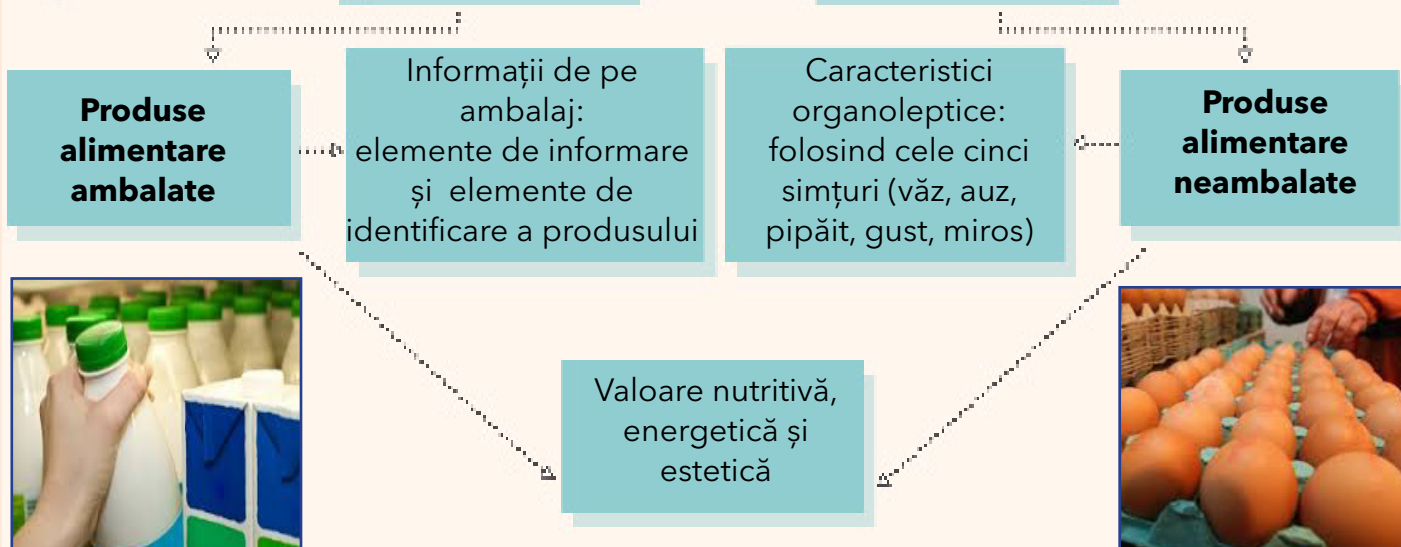 Produse
alimentare
ambalate
Informații de pe
ambalaj:
elemente de informare
și elemente de
identificare a produsului
Caracteristici
organoleptice:
folosind cele cinci
simțuri (văz, auz,
pipăit, gust, miros)
Produse
alimentare
neambalate
Valoare nutritivă,
energetică și
estetică